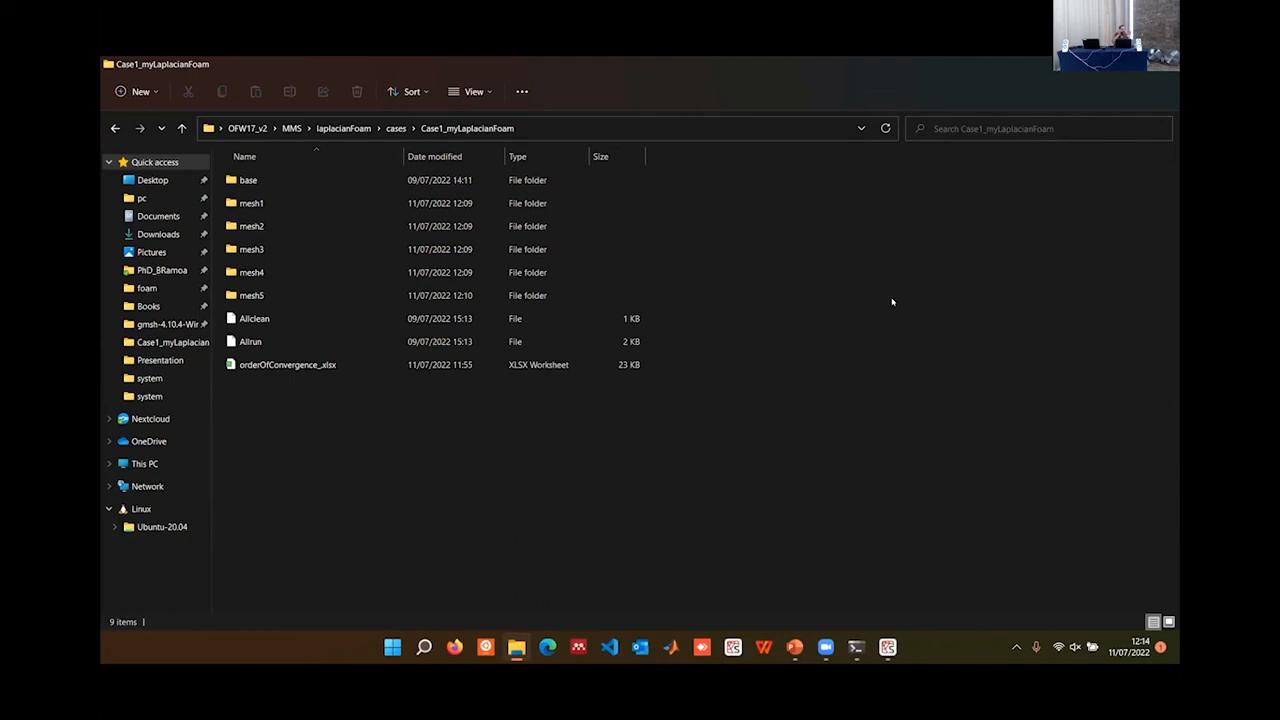 Case1_myLaplacianFoam
New
Sort
View
OFW17_v2
MMS
laplacianFoam
cases
Case1_myLaplacianFoam
Search Case1_myLaplacianFoam
Name
Date modified
Type
Size
Quick access
Desktop
pc
Documents
Downloads
Pictures
PhD_BRamoa
foam
Books
gmsh-4.10.4-Wir
Case1_myLaplacian
Presentation
system
system
Nextcloud
OneDrive
This PC
Network
Linux
Ubuntu-20.04
base 09/07/2022 14:11 File folder
mesh1 11/07/2022 12:09 File folder
mesh2 11/07/2022 12:09 File folder
mesh3 11/07/2022 12:09 File folder
mesh4 11/07/2022 12:09 File folder
mesh5 11/07/2022 12:10 File folder
Allclean 09/07/2022 15:13 File 1 KB
Allrun 09/07/2022 15:13 File 2 KB
orderOfConvergence_.xlsx 11/07/2022 11:55 XLSX Worksheet 23 KB
9 items
12:14
11/07/2022
1